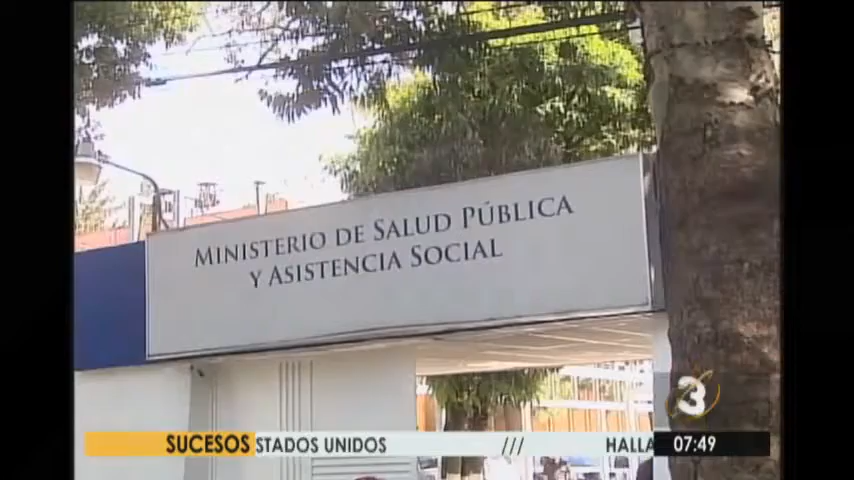 MINISTERIO DE SALUD PÚBLICA
Y ASISTENCIA SOCIAL
3
SUCESOS STADOS UNIDOS /// HALLA 07:49